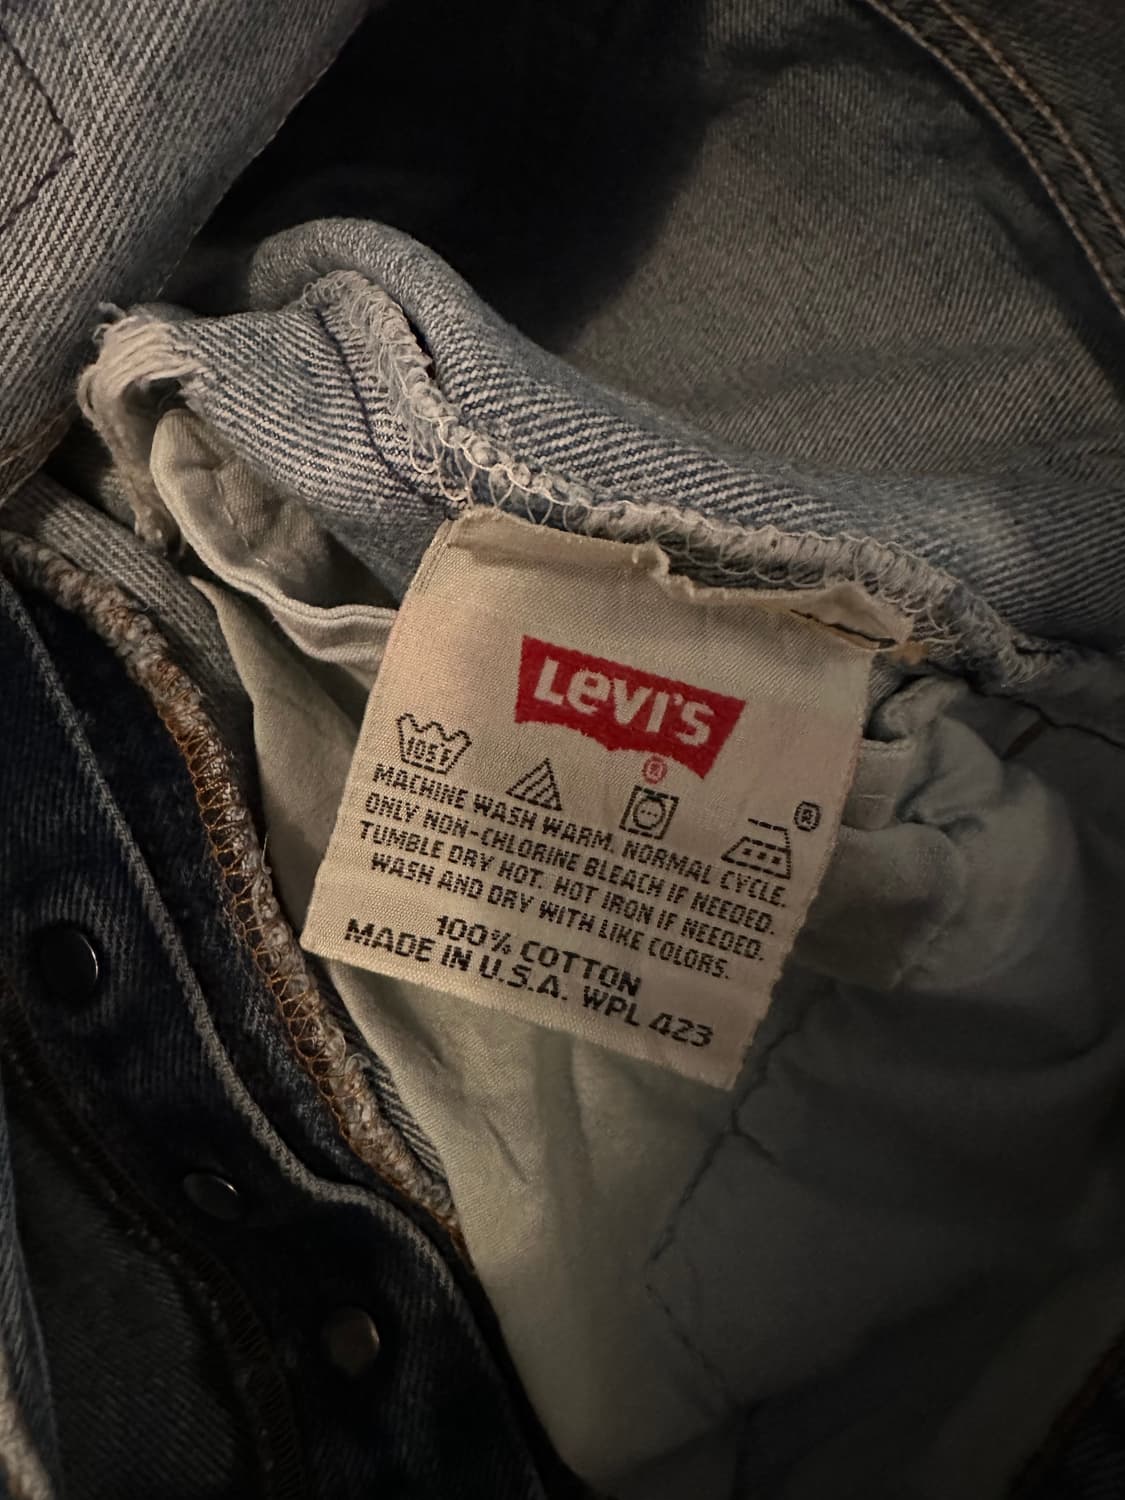 Levi's
®
105F
®
MACHINE WASH WARM. NORMAL CYCLE.
ONLY NON-CHLORINE BLEACH IF NEEDED.
TUMBLE DRY HOT. HOT IRON IF NEEDED.
WASH AND DRY WITH LIKE COLORS.
100% COTTON
MADE IN U.S.A. WPL 423